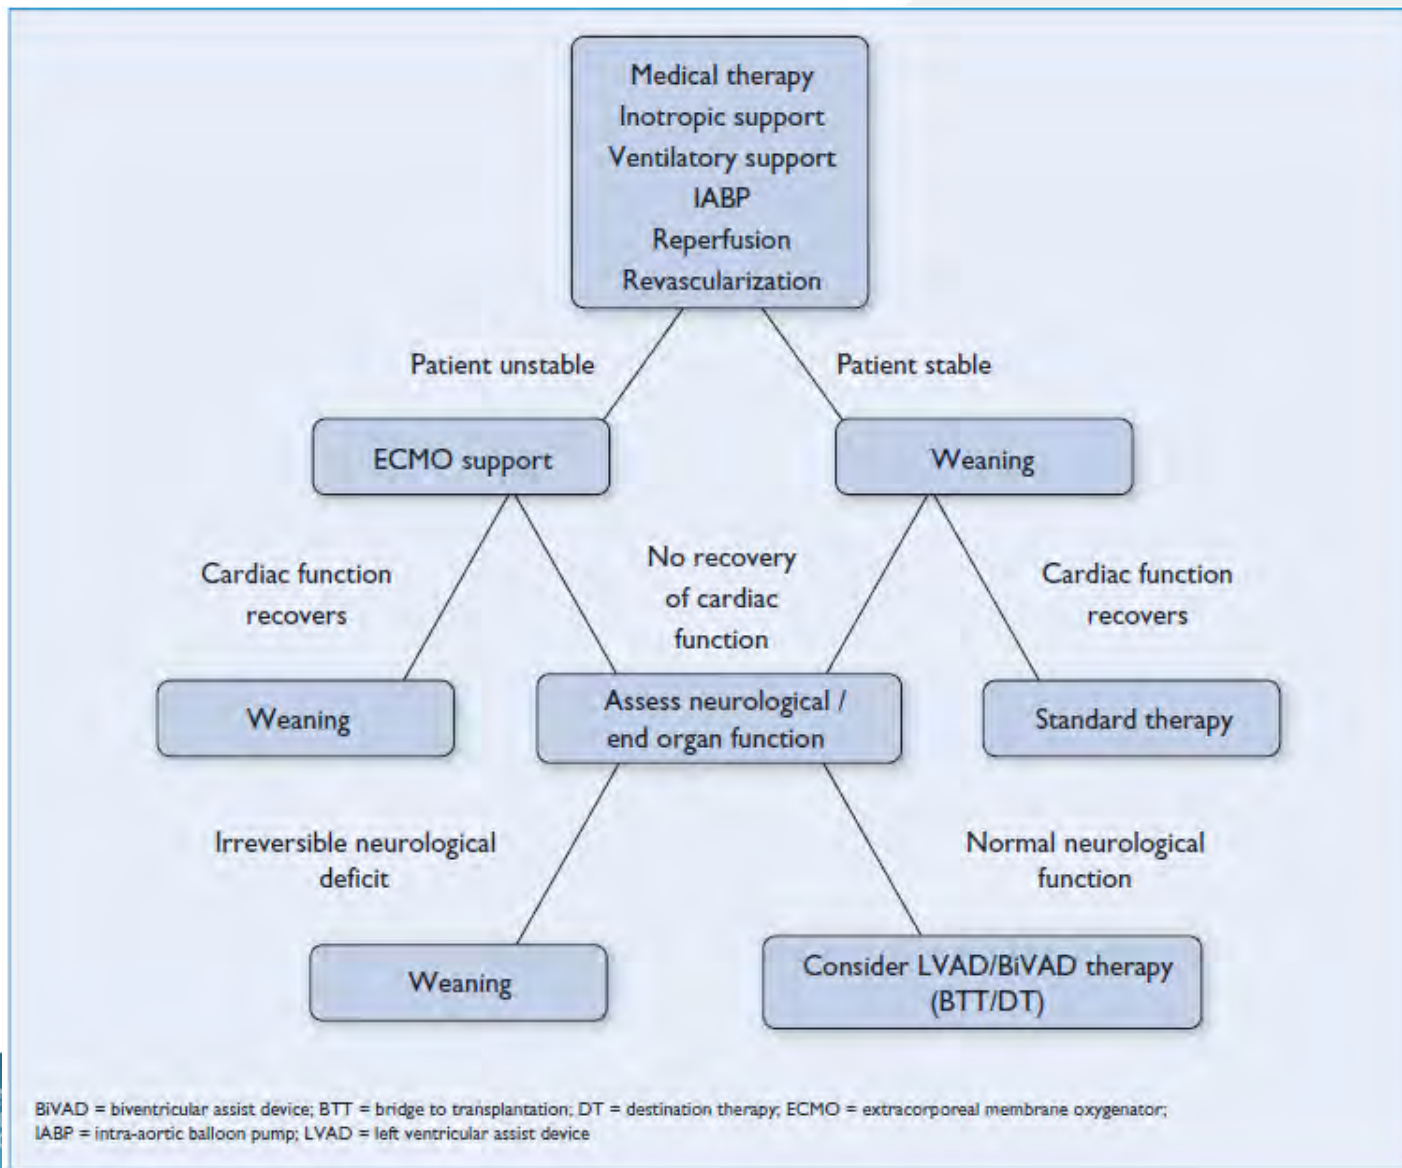 Medical therapy
Inotropic support
Ventilatory support
IABP
Reperfusion
Revascularization
Patient unstable
Patient stable
ECMO support
Weaning
Cardiac function
recovers
No recovery
of cardiac
function
Cardiac function
recovers
Weaning
Assess neurological /
end organ function
Standard therapy
Irreversible neurological
deficit
Normal neurological
function
Weaning
Consider LVAD/BiVAD therapy
(BTT/DT)
BiVAD = biventricular assist device; BTT = bridge to transplantation; DT = destination therapy; ECMO = extracorporeal membrane oxygenator;
IABP = intra-aortic balloon pump; LVAD = left ventricular assist device